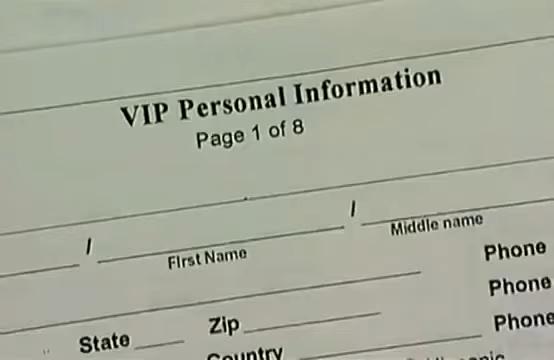 VIP Personal Information
Page 1 of 8
/ /
First Name Middle name
Phone
Phone
State Zip Phone
Country